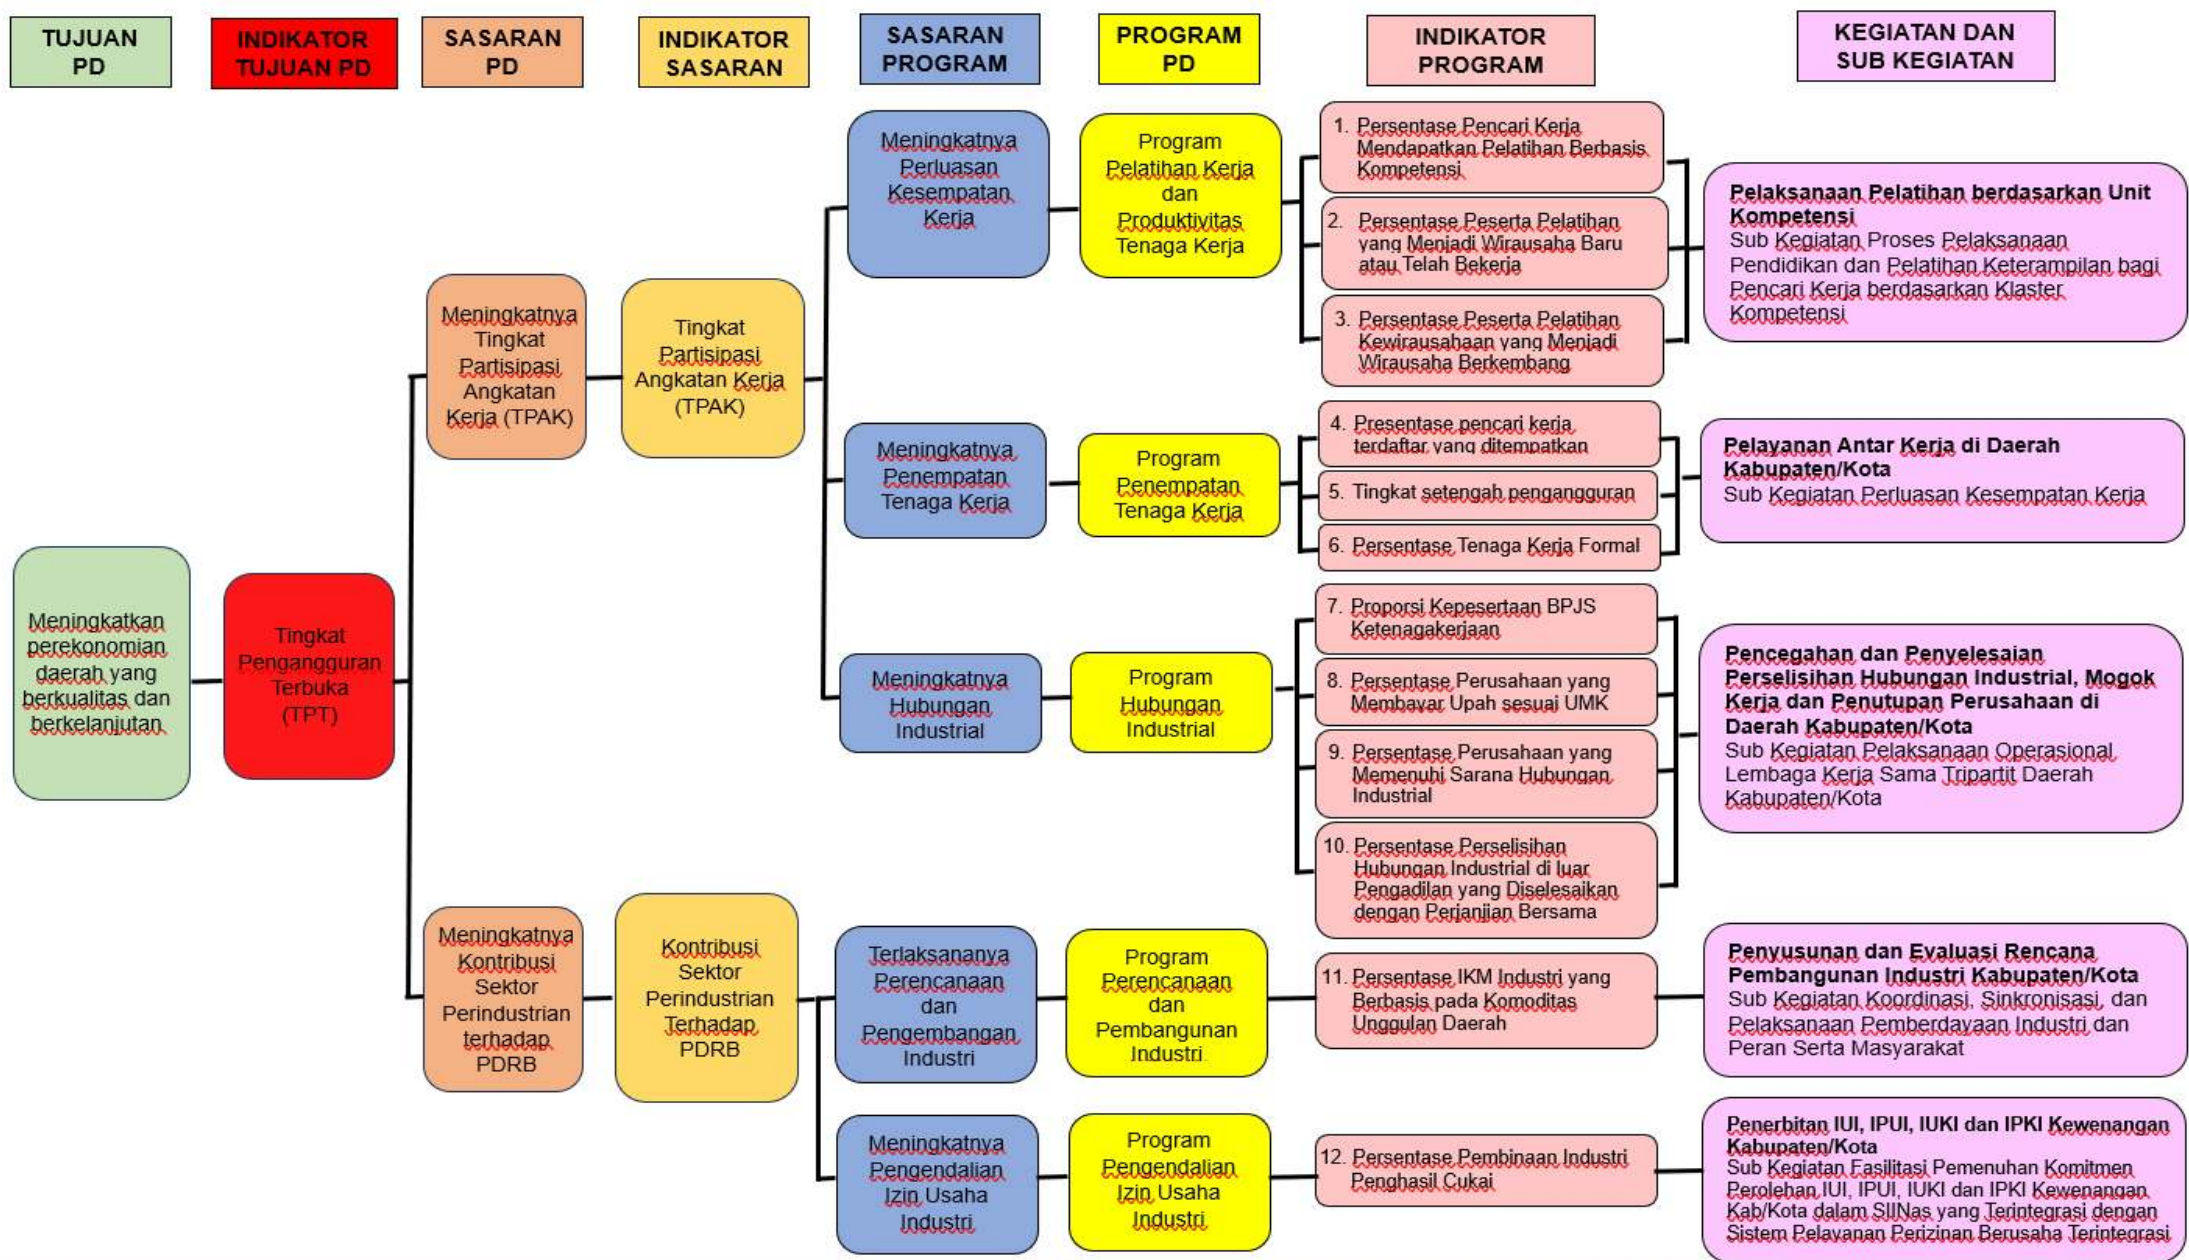 TUJUAN
PD
INDIKATOR
TUJUAN PD
SASARAN
PD
INDIKATOR
SASARAN
SASARAN
PROGRAM
PROGRAM
PD
INDIKATOR
PROGRAM
KEGIATAN DAN
SUB KEGIATAN
Meningkatkan
perekonomian
daerah yang
berkualitas dan
berkelanjutan
Tingkat
Pengangguran
Terbuka
(TPT)
Meningkatnya
Tingkat
Partisipasi
Angkatan
Kerja (TPAK)
Tingkat
Partisipasi
Angkatan Kerja
(TPAK)
Meningkatnya
Perluasan
Kesempatan
Kerja
Program
Pelatihan Kerja
dan
Produktivitas
Tenaga Kerja
1. Persentase Pencari Kerja
Mendapatkan Pelatihan Berbasis
Kompetensi
2. Persentase Peserta Pelatihan
yang Menjadi Wirausaha Baru
atau Telah Bekerja
3. Persentase Peserta Pelatihan
Kewirausahaan yang Menjadi
Wirausaha Berkembang
Pelaksanaan Pelatihan berdasarkan Unit
Kompetensi
Sub Kegiatan Proses Pelaksanaan
Pendidikan dan Pelatihan Keterampilan bagi
Pencari Kerja berdasarkan Klaster
Kompetensi
Meningkatnya
Penempatan
Tenaga Kerja
Program
Penempatan
Tenaga Kerja
4. Presentase pencari kerja
terdaftar yang ditempatkan
5. Tingkat setengah pengangguran
6. Persentase Tenaga Kerja Formal
Pelayanan Antar Kerja di Daerah
Kabupaten/Kota
Sub Kegiatan Perluasan Kesempatan Kerja
Meningkatnya
Hubungan
Industrial
Program
Hubungan
Industrial
7. Proporsi Kepesertaan BPJS
Ketenagakerjaan
8. Persentase Perusahaan yang
Membayar Upah sesuai UMK
9. Persentase Perusahaan yang
Memenuhi Sarana Hubungan
Industrial
10. Persentase Perselisihan
Hubungan Industrial di luar
Pengadilan yang Diselesaikan
dengan Perjanjian Bersama
Pencegahan dan Penyelesaian
Perselisihan Hubungan Industrial, Mogok
Kerja dan Penutupan Perusahaan di
Daerah Kabupaten/Kota
Sub Kegiatan Pelaksanaan Operasional
Lembaga Kerja Sama Tripartit Daerah
Kabupaten/Kota
Meningkatnya
Kontribusi
Sektor
Perindustrian
terhadap
PDRB
Kontribusi
Sektor
Perindustrian
Terhadap
PDRB
Terlaksananya
Perencanaan
dan
Pengembangan
Industri
Program
Perencanaan
dan
Pembangunan
Industri
11. Persentase IKM Industri yang
Berbasis pada Komoditas
Unggulan Daerah
Penyusunan dan Evaluasi Rencana
Pembangunan Industri Kabupaten/Kota
Sub Kegiatan Koordinasi, Sinkronisasi, dan
Pelaksanaan Pemberdayaan Industri dan
Peran Serta Masyarakat
Meningkatnya
Pengendalian
Izin Usaha
Industri
Program
Pengendalian
Izin Usaha
Industri
12. Persentase Pembinaan Industri
Penghasil Cukai
Penerbitan IUI, IPUI, IUKI dan IPKI Kewenangan
Kabupaten/Kota
Sub Kegiatan Fasilitasi Pemenuhan Komitmen
Perolehan IUI, IPUI, IUKI dan IPKI Kewenangan
Kab/Kota dalam SIINas yang Terintegrasi dengan
Sistem Pelayanan Perizinan Berusaha Terintegrasi